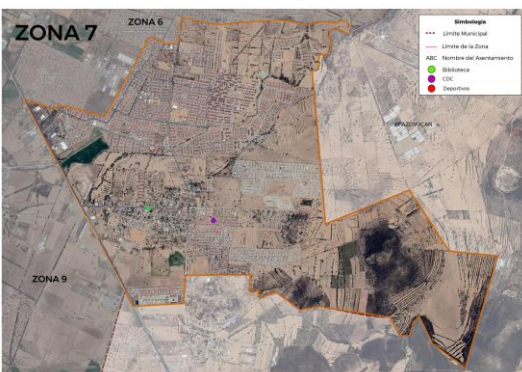 ZONA 7
ZONA 6
Simbología
Límite Municipal
Límite de la Zona
ABC Nombre del Asentamiento
Biblioteca
CDC
Deportivos
ZONA 9